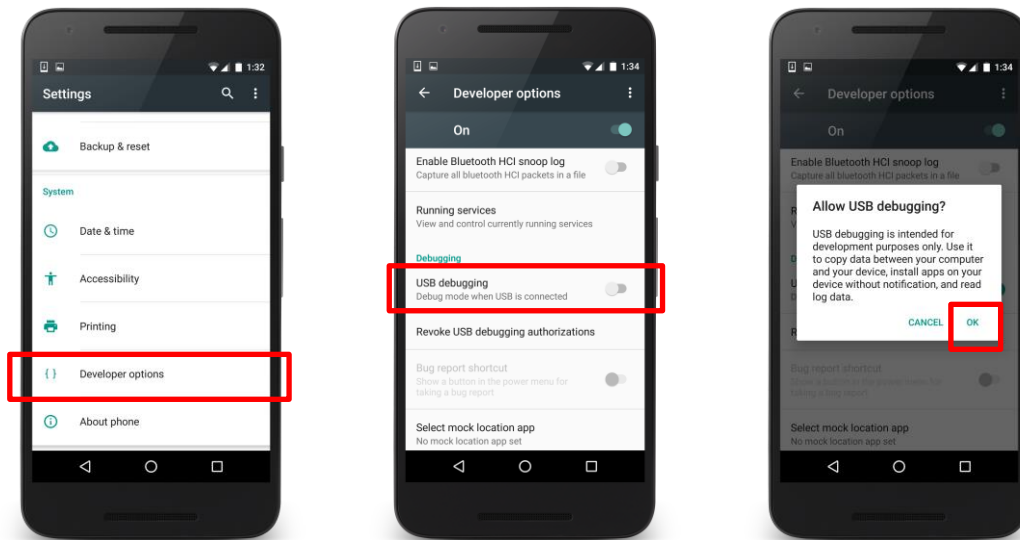 1:32
Settings
Backup & reset
System
Date & time
Accessibility
Printing
{ } Developer options
About phone
1:34
Developer options
On
Enable Bluetooth HCI snoop log
Capture all bluetooth HCI packets in a file
Running services
View and control currently running services
Debugging
USB debugging
Debug mode when USB is connected
Revoke USB debugging authorizations
Bug report shortcut
Show a button in the power menu for
taking a bug report
Select mock location app
No mock location app set
1:34
Developer options
On
Enable Bluetooth HCI snoop log
Capture all bluetooth HCI packets in a file
Allow USB debugging?
USB debugging is intended for
development purposes only. Use it
to copy data between your computer
and your device, install apps on your
device without notification, and read
log data.
CANCEL OK
Bug report shortcut
Show a button in the power menu for
taking a bug report
Select mock location app
No mock location app set